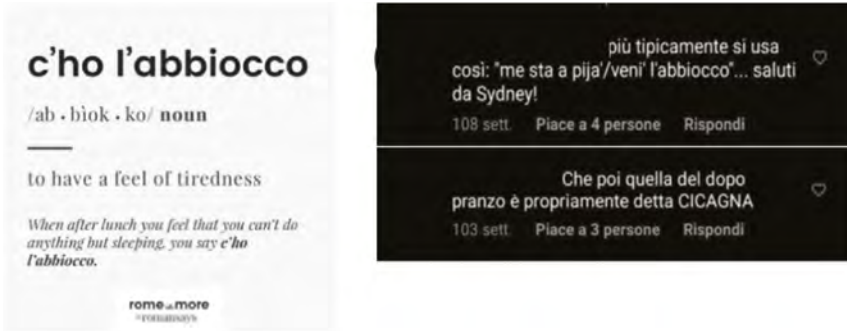 c'ho l'abbiocco
/ab • bìok • ko/ noun
to have a feel of tiredness
When after lunch you feel that you can't do
anything but sleeping, you say c'ho
l'abbiocco.
rome more
più tipicamente si usa
così: "me sta a pija'/veni' l'abbiocco"... saluti
da Sydney!
108 sett. Piace a 4 persone Rispondi
Che poi quella del dopo
pranzo è propriamente detta CICAGNA
103 sett. Piace a 3 persone Rispondi